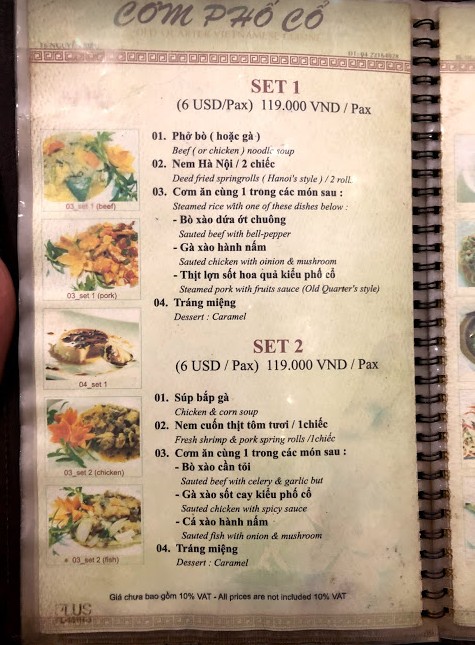 CƠM PHỐ CỔ
OLD QUARTER VIETNAMESE
SET 1
(6 USD/Pax) 119.000 VND / Pax
01. Phở bò ( hoặc gà )
Beef ( or chicken ) noodle soup
02. Nem Hà Nội / 2 chiếc
Deed fried springrolls ( Hanoi's style ) / 2 roll.
03. Cơm ăn cùng 1 trong các món sau :
Steamed rice with one of these dishes below :
- Bò xào dứa ớt chuông
Sauted beef with bell-pepper
- Gà xào hành nấm
Sauted chicken with oinion & mushroom
- Thịt lợn sốt hoa quả kiểu phố cổ
Steamed pork with fruits sauce (Old Quarter's style)
04. Tráng miệng
Dessert : Caramel
03_set 1 (beef)
03_set 1 (pork)
04_set 1
SET 2
(6 USD / Pax) 119.000 VND / Pax
01. Súp bắp gà
Chicken & corn soup
02. Nem cuốn thịt tôm tươi / 1chiếc
Fresh shrimp & pork spring rolls /1chiếc
03. Cơm ăn cùng 1 trong các món sau :
- Bò xào cần tỏi
Sauted beef with celery & garlic but
- Gà xào sốt cay kiểu phố cổ
Sauted chicken with spicy sauce
- Cá xào hành nấm
Sauted fish with onion & mushroom
04. Tráng miệng
Dessert : Caramel
03_set 2 (chicken)
03_set 2 (fish)
Giá chưa bao gồm 10% VAT - All prices are not included 10% VAT
PLUS